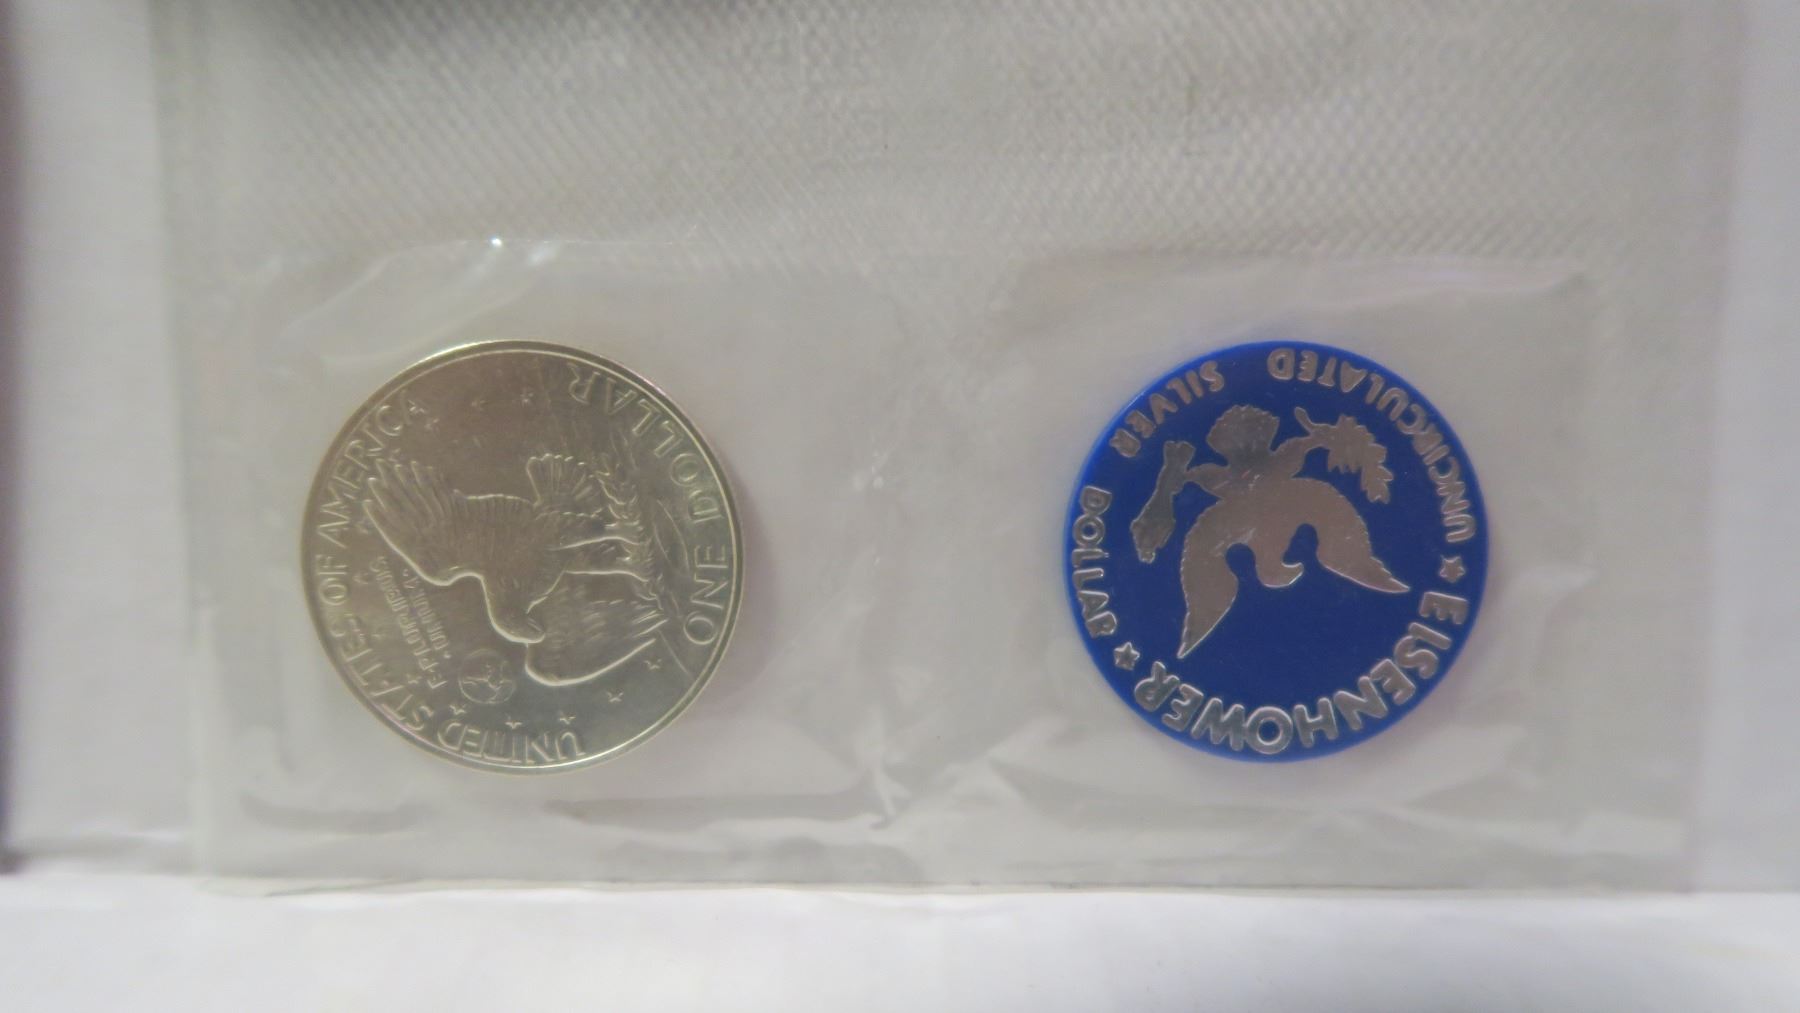 UNITED STATES OF AMERICA
E·PLURIBUS
·UNUM·
ONE DOLLAR
EISENHOWER
★ UNCIRCULATED SILVER DOLLAR ★